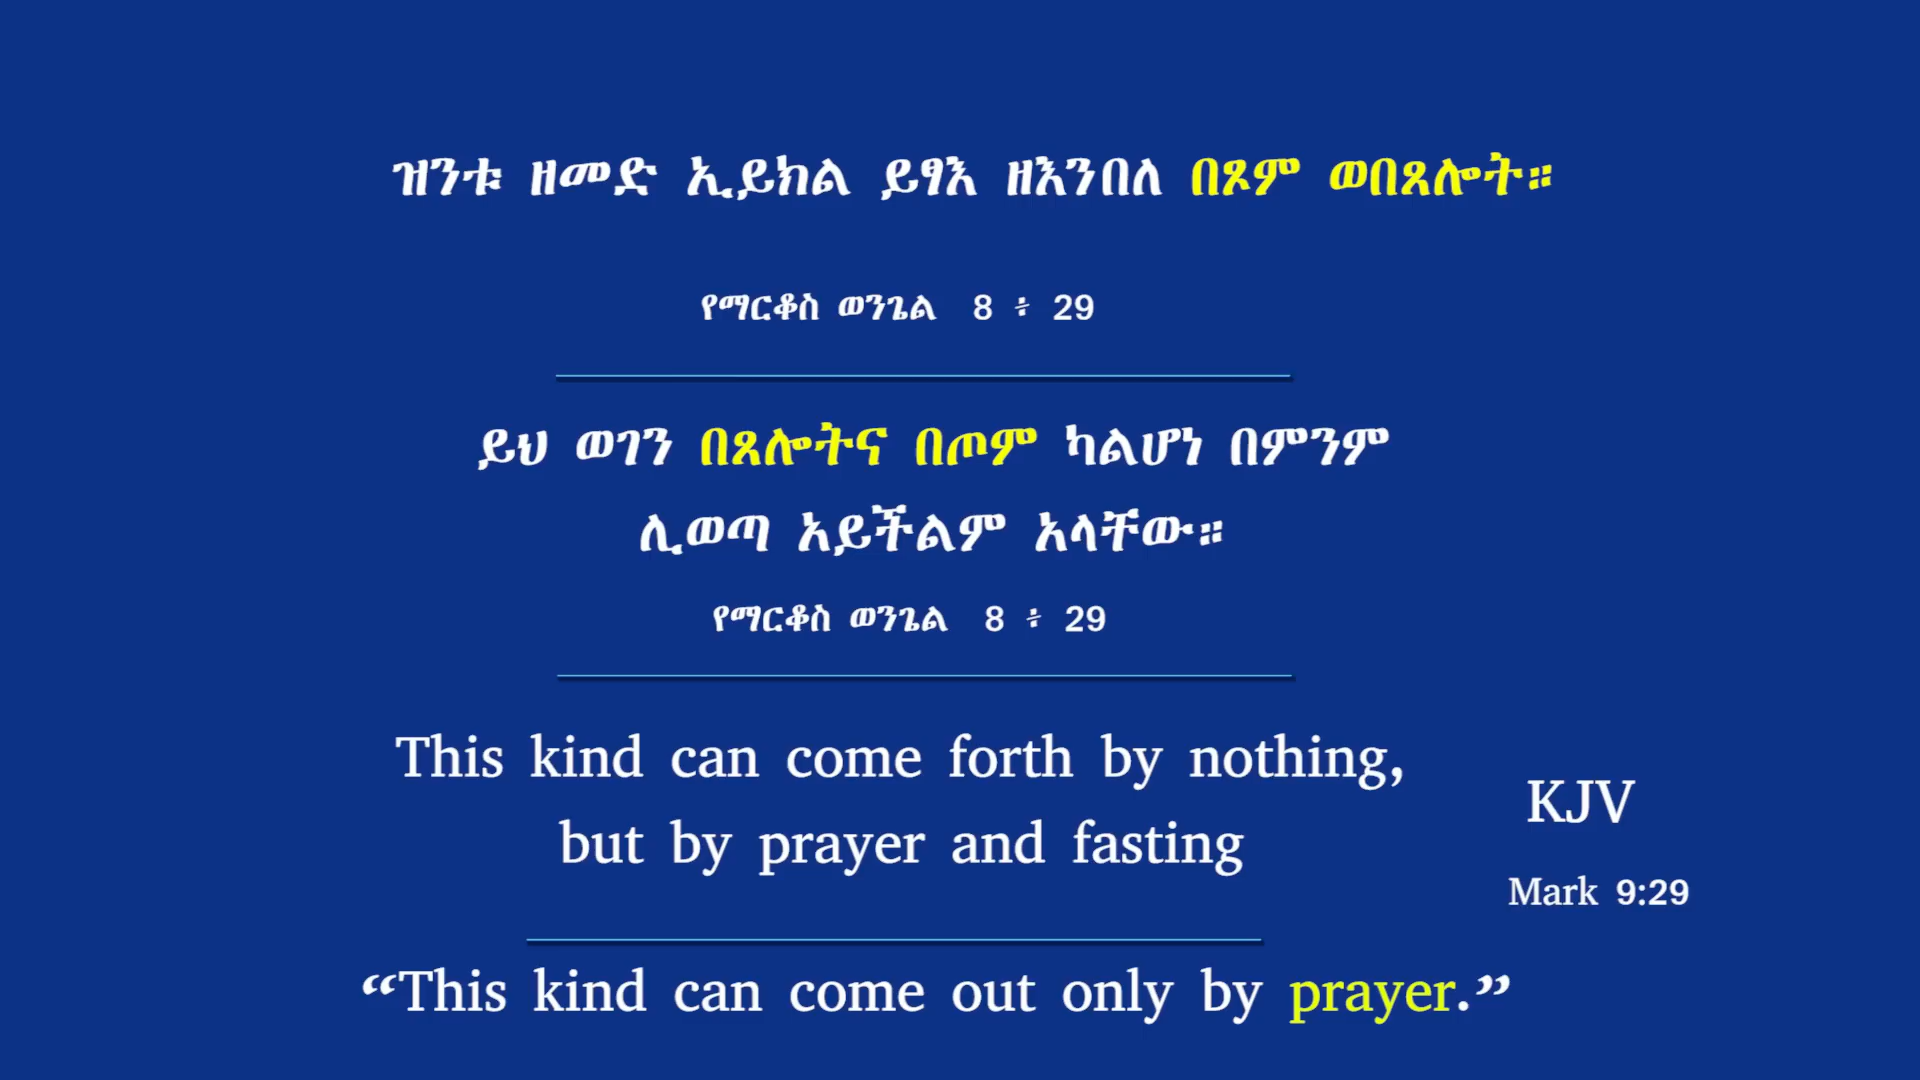 ዝንቱ ዘመድ ኢይክል ይፃእ ዘእንበለ በጾም ወበጸሎት።
የማርቆስ ወንጌል 8 ፥ 29
ይህ ወገን በጸሎትና በጦም ካልሆነ በምንም
ሊወጣ አይችልም አላቸው።
የማርቆስ ወንጌል 8 ፥ 29
This kind can come forth by nothing,
but by prayer and fasting
KJV
Mark 9:29
“This kind can come out only by prayer.”